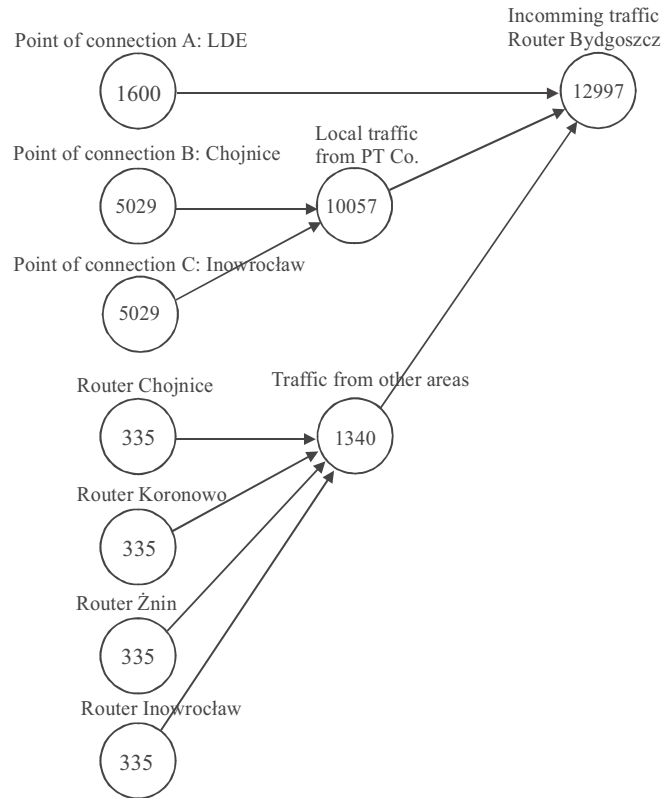 Incomming traffic
Router Bydgoszcz
Point of connection A: LDE
1600
12997
Local traffic
from PT Co.
Point of connection B: Chojnice
5029
10057
Point of connection C: Inowrocław
5029
Router Chojnice
Traffic from other areas
335
1340
Router Koronowo
335
Router Żnin
335
Router Inowrocław
335